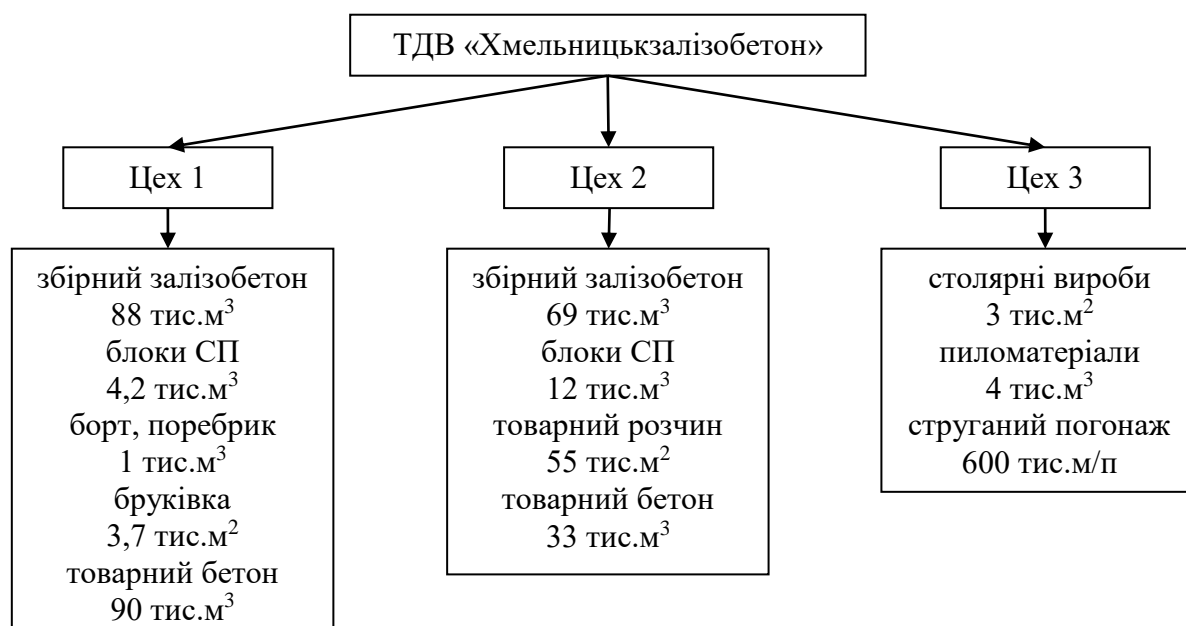 ТДВ «Хмельницькзалізобетон»
Цех 1
Цех 2
Цех 3
збірний залізобетон
88 тис.м³
блоки СП
4,2 тис.м³
борт, поребрик
1 тис.м³
бруківка
3,7 тис.м²
товарний бетон
90 тис.м³
збірний залізобетон
69 тис.м³
блоки СП
12 тис.м³
товарний розчин
55 тис.м²
товарний бетон
33 тис.м³
столярні вироби
3 тис.м²
пиломатеріали
4 тис.м³
струганий погонаж
600 тис.м/п